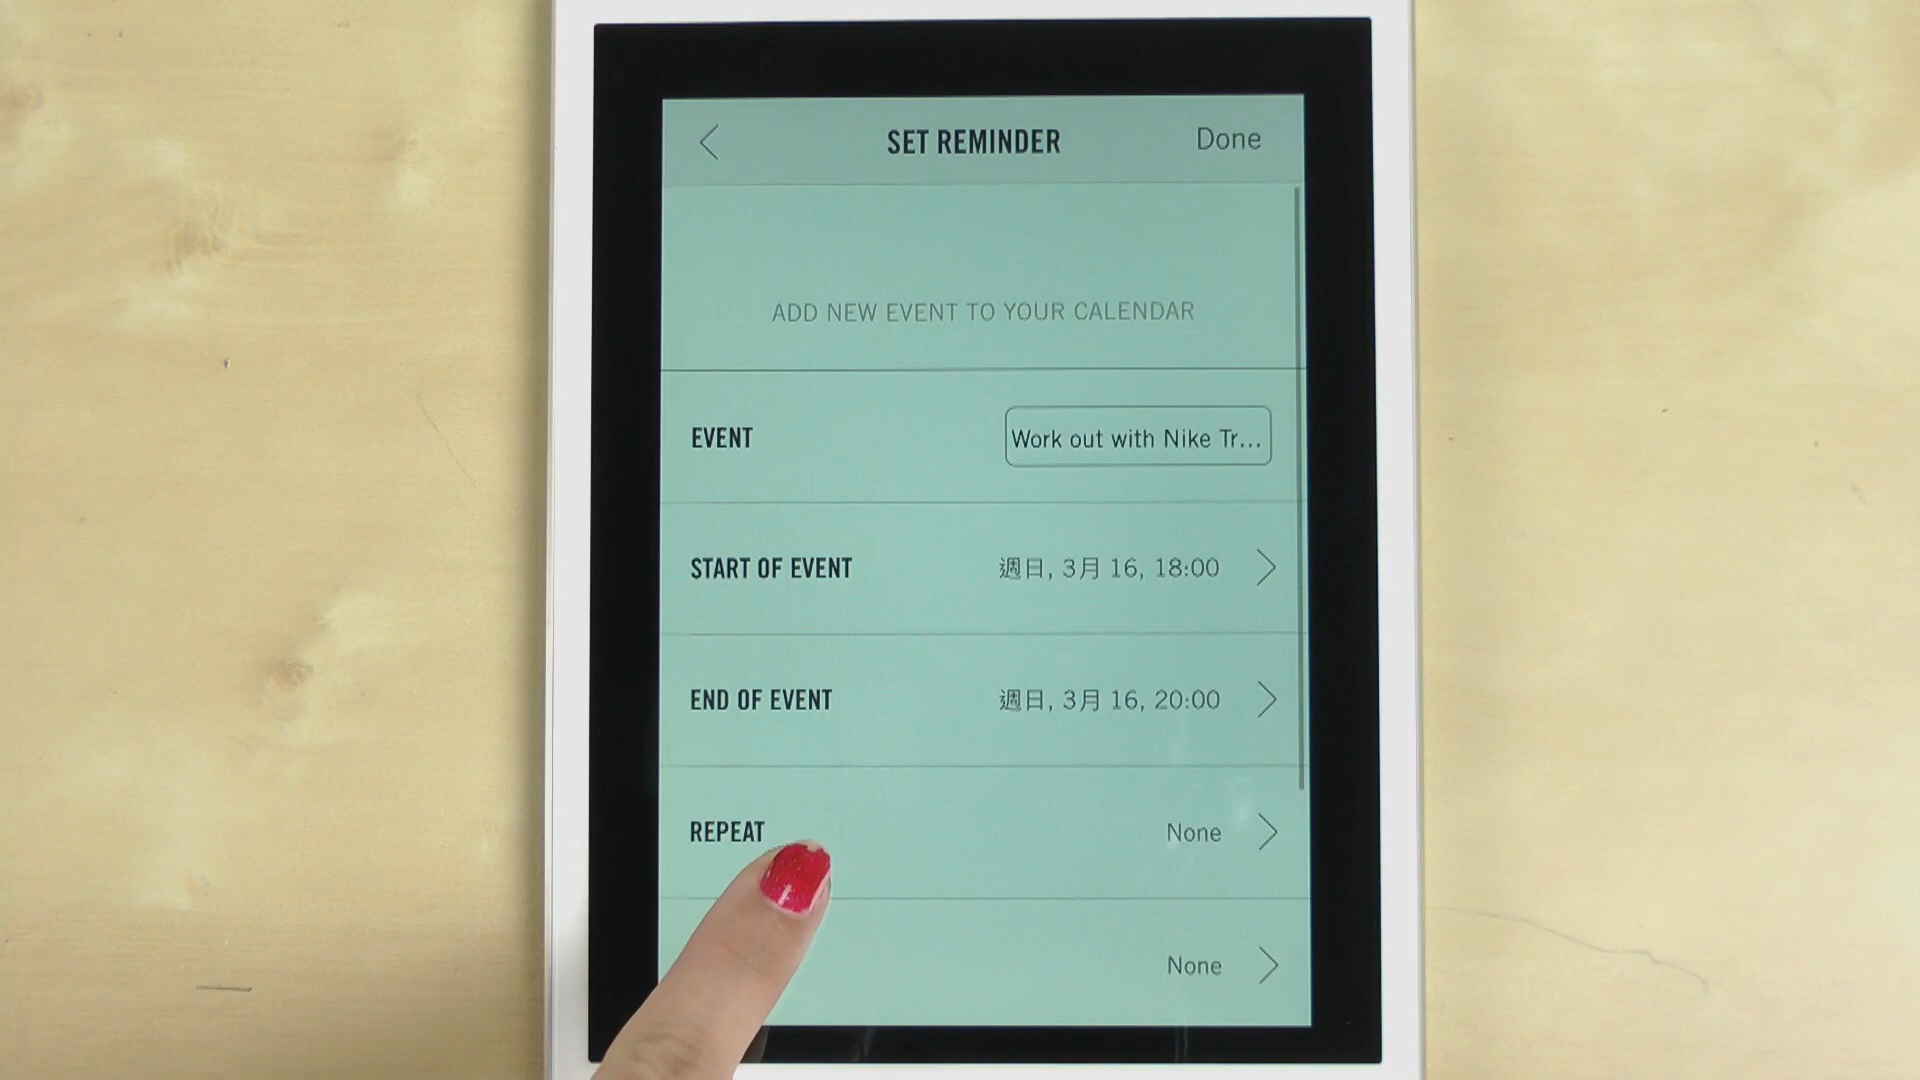 SET REMINDER
Done
ADD NEW EVENT TO YOUR CALENDAR
EVENT
Work out with Nike Tr...
START OF EVENT
週日, 3月 16, 18:00
END OF EVENT
週日, 3月 16, 20:00
REPEAT
None
None